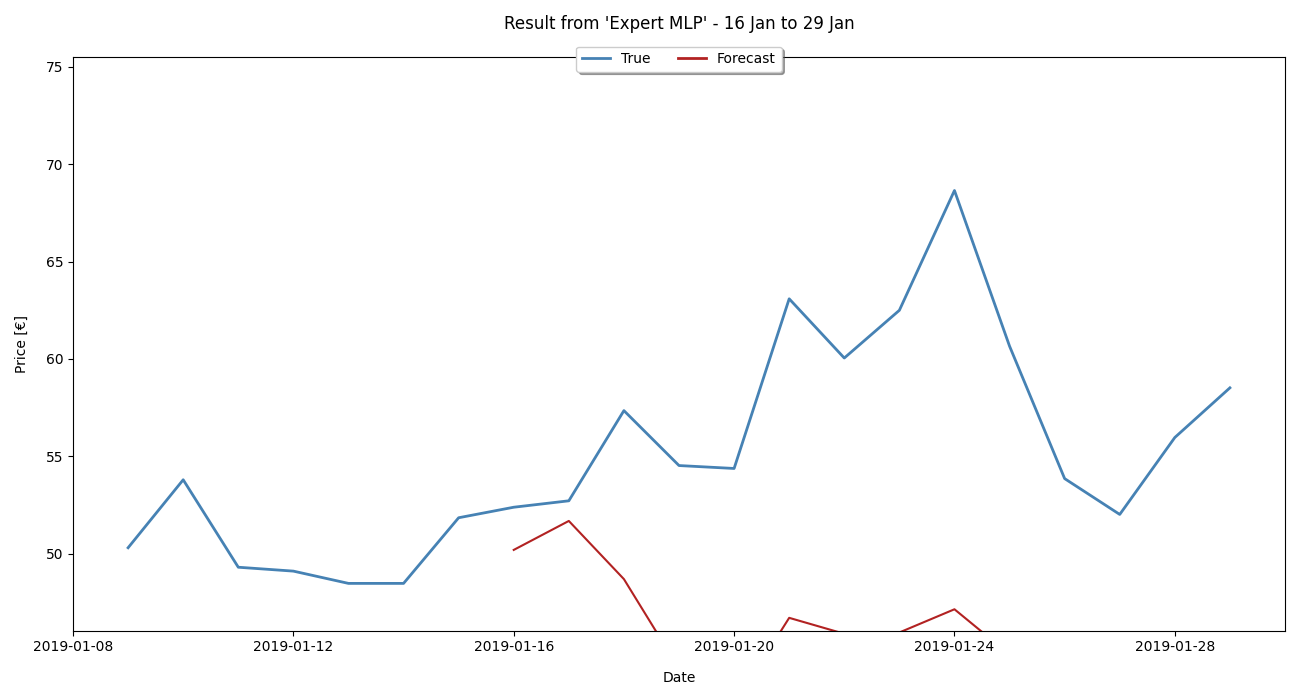 Result from 'Expert MLP' - 16 Jan to 29 Jan
True Forecast
75
70
65
60
55
50
Price [€]
2019-01-08 2019-01-12 2019-01-16 2019-01-20 2019-01-24 2019-01-28
Date